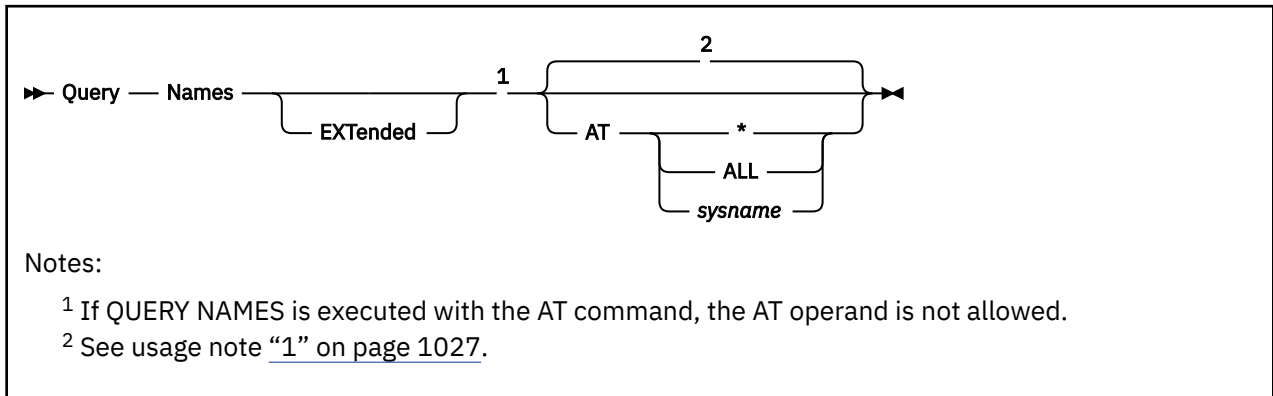 2
1
Query Names
EXTended
AT *
ALL
sysname
Notes:
1 If QUERY NAMES is executed with the AT command, the AT operand is not allowed.
2 See usage note “1” on page 1027.